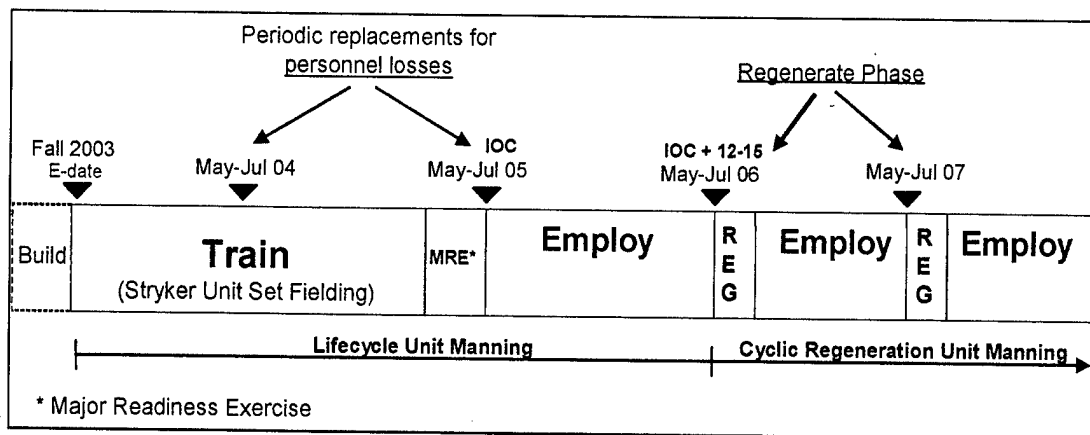 Periodic replacements for
personnel losses
Regenerate Phase
Fall 2003
E-date
May-Jul 04
IOC
May-Jul 05
IOC + 12-15
May-Jul 06
May-Jul 07
Build
Train
(Stryker Unit Set Fielding)
MRE*
Employ
R
E
G
Employ
R
E
G
Employ
Lifecycle Unit Manning
Cyclic Regeneration Unit Manning
* Major Readiness Exercise